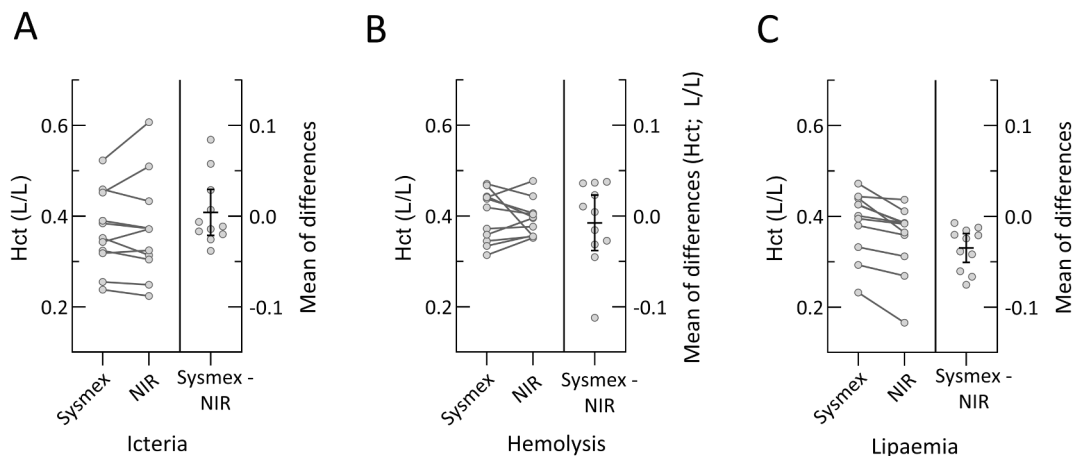 A
Hct (L/L)
0.6
0.4
0.2
0.1
0.0
-0.1
Mean of differences
Sysmex
NIR
Sysmex -
NIR
Icteria
B
Hct (L/L)
0.6
0.4
0.2
0.1
0.0
-0.1
Mean of differences (Hct; L/L)
Sysmex
NIR
Sysmex -
NIR
Hemolysis
C
Hct (L/L)
0.6
0.4
0.2
0.1
0.0
-0.1
Mean of differences
Sysmex
NIR
Sysmex -
NIR
Lipaemia